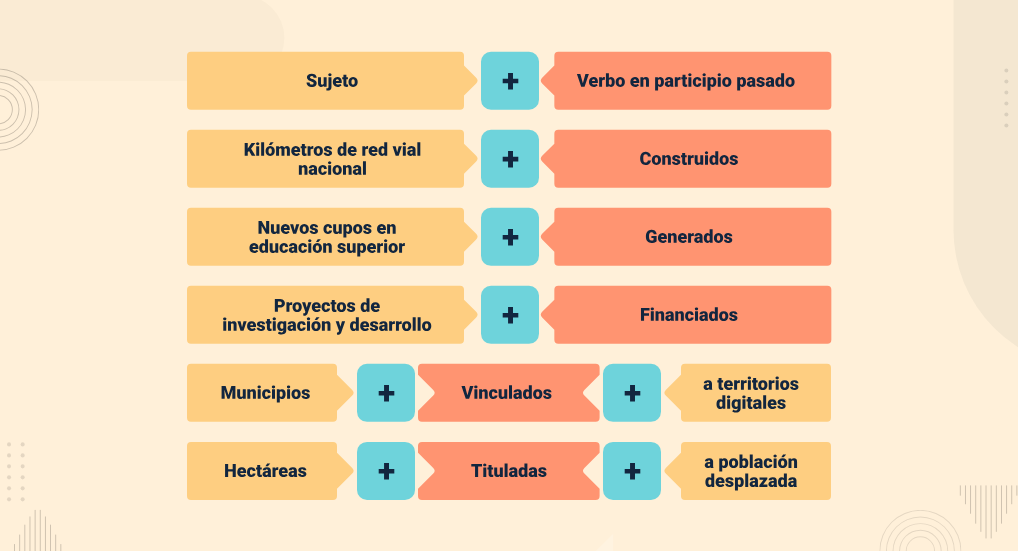 Sujeto
+
Verbo en participio pasado
Kilómetros de red vial
nacional
+
Construidos
Nuevos cupos en
educación superior
+
Generados
Proyectos de
investigación y desarrollo
+
Financiados
Municipios
+
Vinculados
+
a territorios
digitales
Hectáreas
+
Tituladas
+
a población
desplazada